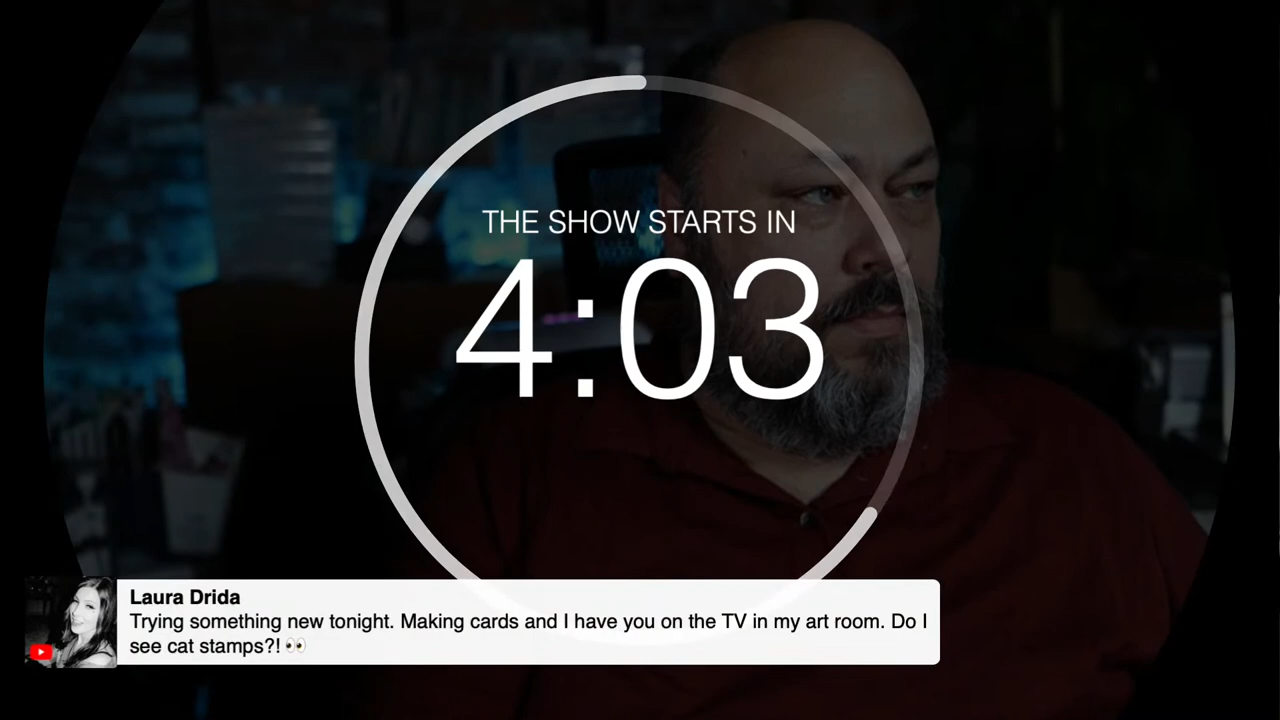 THE SHOW STARTS IN
4:03
Laura Drida
Trying something new tonight. Making cards and I have you on the TV in my art room. Do I
see cat stamps?! 👀